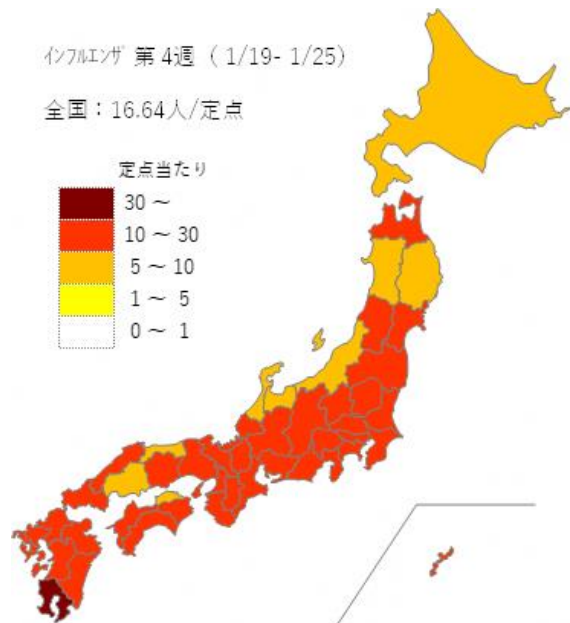 ｲﾝﾌﾙｴﾝｻﾞ 第4週（1/19- 1/25）
全国：16.64人/定点
定点当たり
30 ～
10 ～ 30
5 ～ 10
1 ～ 5
0 ～ 1